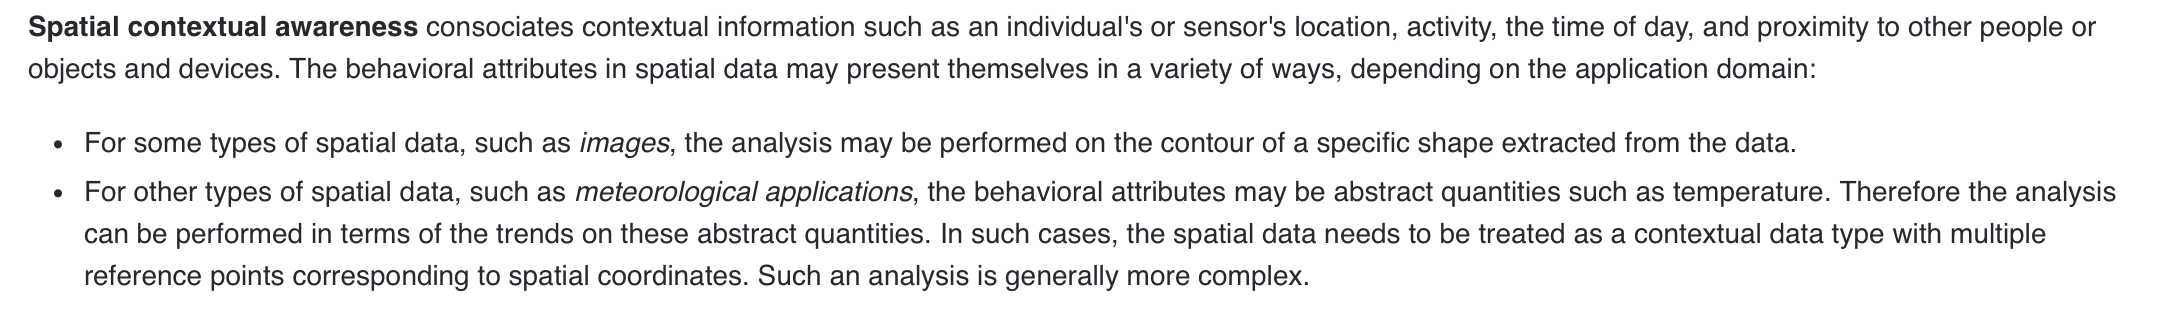 Spatial contextual awareness consociates contextual information such as an individual's or sensor's location, activity, the time of day, and proximity to other people or
objects and devices. The behavioral attributes in spatial data may present themselves in a variety of ways, depending on the application domain:
• For some types of spatial data, such as images, the analysis may be performed on the contour of a specific shape extracted from the data.
• For other types of spatial data, such as meteorological applications, the behavioral attributes may be abstract quantities such as temperature. Therefore the analysis
can be performed in terms of the trends on these abstract quantities. In such cases, the spatial data needs to be treated as a contextual data type with multiple
reference points corresponding to spatial coordinates. Such an analysis is generally more complex.